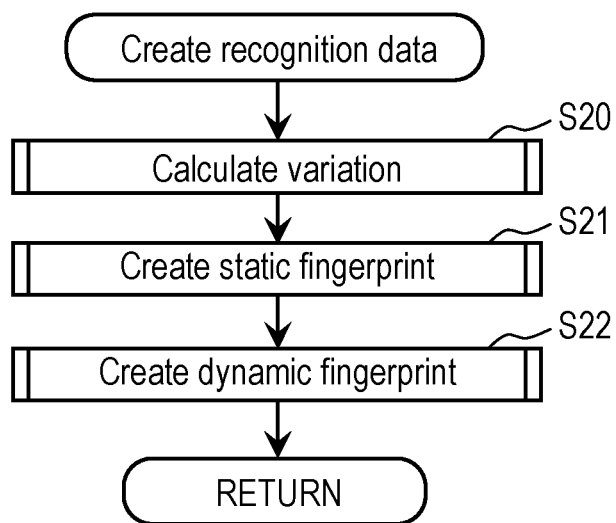 Create recognition data
S20
Calculate variation
S21
Create static fingerprint
S22
Create dynamic fingerprint
RETURN